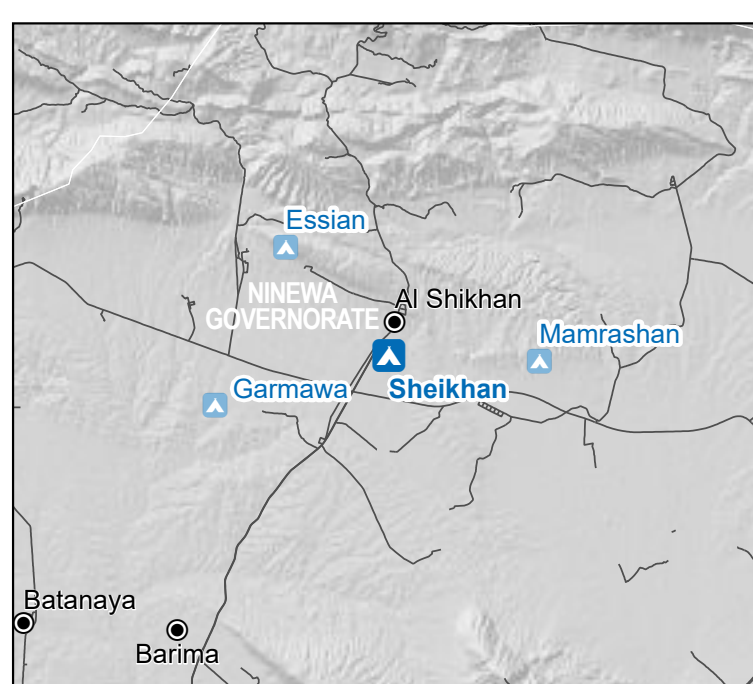 Essian
NINEWA
GOVERNORATE
Al Shikhan
Mamrashan
Garmawa
Sheikhan
Batanaya
Barima